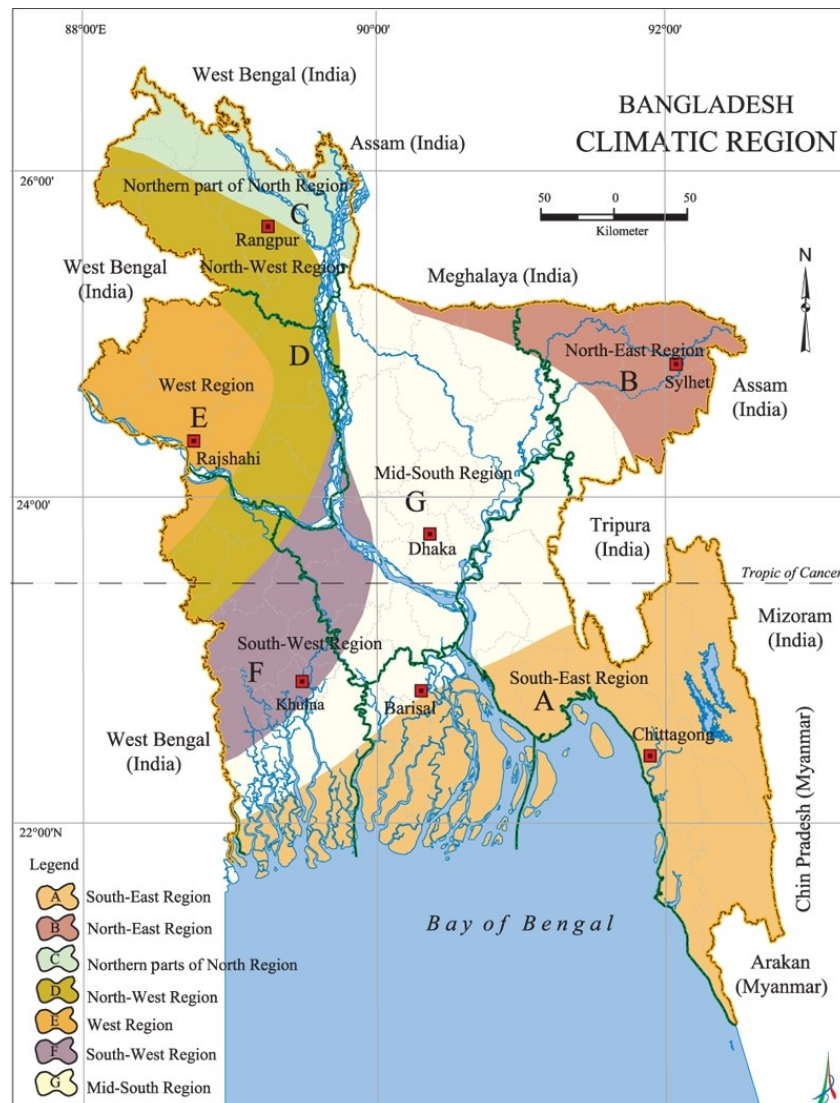 88°00'E
90°00'
92°00'
West Bengal (India)
BANGLADESH
CLIMATIC REGION
Assam (India)
26°00'
Northern part of North Region
C
50
0
50
Kilometer
Rangpur
N
West Bengal
(India)
North-West Region
Meghalaya (India)
D
North-East Region
B
Sylhet
Assam
(India)
West Region
E
Rajshahi
Mid-South Region
G
24°00'
Dhaka
Tripura
(India)
Tropic of Cancer
Mizoram
(India)
South-West Region
F
Khulna
Barisal
South-East Region
A
Chittagong
West Bengal
(India)
Chin Pradesh (Myanmar)
22°00'N
Legend
A South-East Region
B North-East Region
C Northern parts of North Region
D North-West Region
E West Region
F South-West Region
G Mid-South Region
Bay of Bengal
Arakan
(Myanmar)